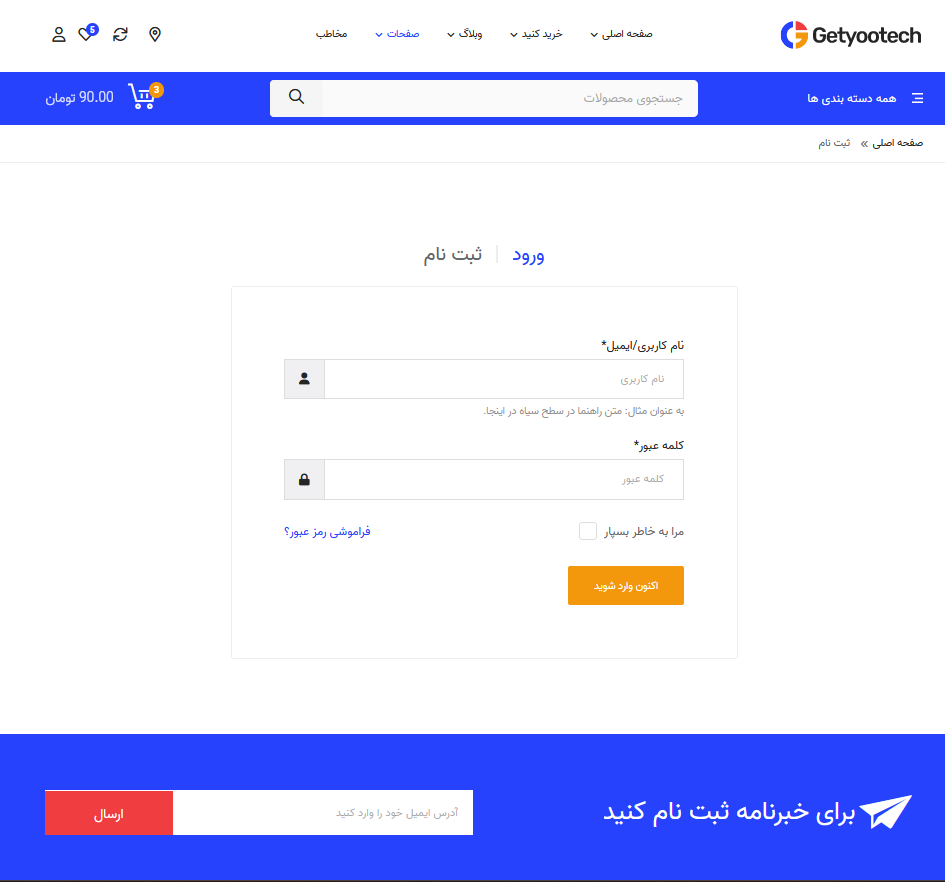 Getyootech
صفحه اصلی
خرید کنید
وبلاگ
صفحات
مخاطب
5
همه دسته بندی ها
جستجوی محصولات
3
90.00 تومان
صفحه اصلی » ثبت نام
ورود | ثبت نام
نام کاربری/ایمیل*
نام کاربری
به عنوان مثال: متن راهنما در سطح سیاه در اینجا.
کلمه عبور*
کلمه عبور
مرا به خاطر بسپار
فراموشی رمز عبور؟
اکنون وارد شوید
برای خبرنامه ثبت نام کنید
آدرس ایمیل خود را وارد کنید
ارسال